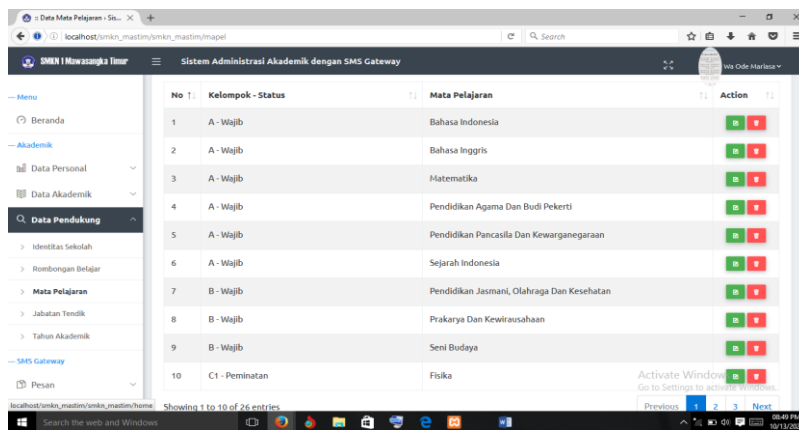 :: Data Mata Pelajaran - Sis...
localhost/smkn_mastim/smkn_mastim/mapel
Search
SMKN 1 Mawasangka Timur
Sistem Administrasi Akademik dengan SMS Gateway
Wa Ode Marlasa
Menu
Beranda
Akademik
Data Personal
Data Akademik
Data Pendukung
Identitas Sekolah
Rombongan Belajar
Mata Pelajaran
Jabatan Tendik
Tahun Akademik
SMS Gateway
Pesan
No Kelompok - Status Mata Pelajaran Action
1 A - Wajib Bahasa Indonesia
2 A - Wajib Bahasa Inggris
3 A - Wajib Matematika
4 A - Wajib Pendidikan Agama Dan Budi Pekerti
5 A - Wajib Pendidikan Pancasila Dan Kewarganegaraan
6 A - Wajib Sejarah Indonesia
7 B - Wajib Pendidikan Jasmani, Olahraga Dan Kesehatan
8 B - Wajib Prakarya Dan Kewirausahaan
9 B - Wajib Seni Budaya
10 C1 - Peminatan Fisika
Activate Windows
Go to Settings to activate Windows.
Showing 1 to 10 of 26 entries
Previous 1 2 3 Next
localhost/smkn_mastim/smkn_mastim/home
Search the web and Windows
08:49 PM